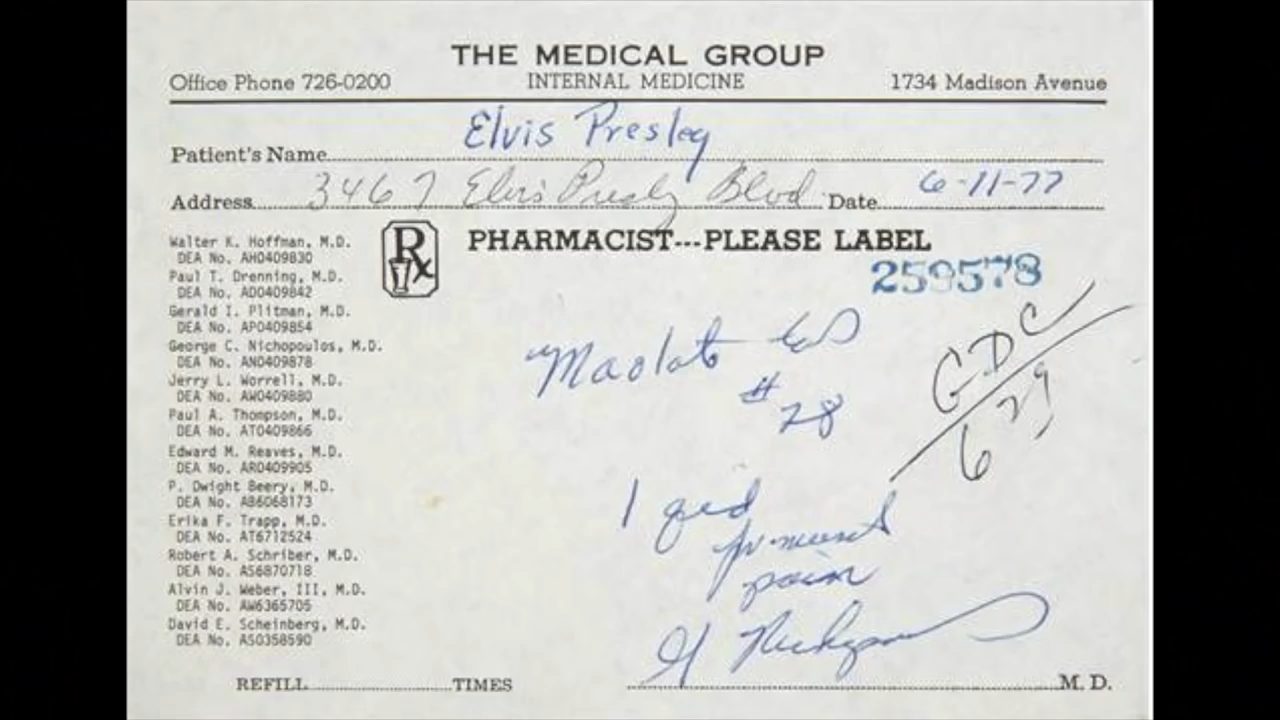 THE MEDICAL GROUP
Office Phone 726-0200 INTERNAL MEDICINE 1734 Madison Avenue
Patient's Name Elvis Presley
Address 3467 Elvis Presley Blvd Date 6-11-77
Walter K. Hoffman, M.D.
DEA No. AH0409830
Paul T. Drenning, M.D.
DEA No. AD0409842
Gerald I. Plitman, M.D.
DEA No. AP0409854
George C. Nichopoulos, M.D.
DEA No. AN0409878
Jerry L. Worrell, M.D.
DEA No. AW0409880
Paul A. Thompson, M.D.
DEA No. AT0409866
Edward M. Reaves, M.D.
DEA No. AR0409905
P. Dwight Beery, M.D.
DEA No. AB6068173
Erika F. Trapp, M.D.
DEA No. AT6712524
Robert A. Schriber, M.D.
DEA No. AS6870718
Alvin J. Weber, III, M.D.
DEA No. AW6365705
David E. Scheinberg, M.D.
DEA No. AS0358590
Rx PHARMACIST---PLEASE LABEL
259578
Maolate
# 28
GDC
6 29
1 qid
pain
REFILL TIMES M. D.